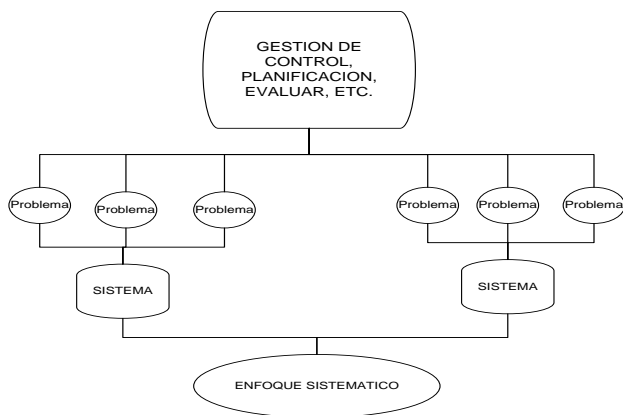 GESTION DE
CONTROL,
PLANIFICACION,
EVALUAR, ETC.
Problema Problema Problema Problema Problema Problema
SISTEMA SISTEMA
ENFOQUE SISTEMATICO